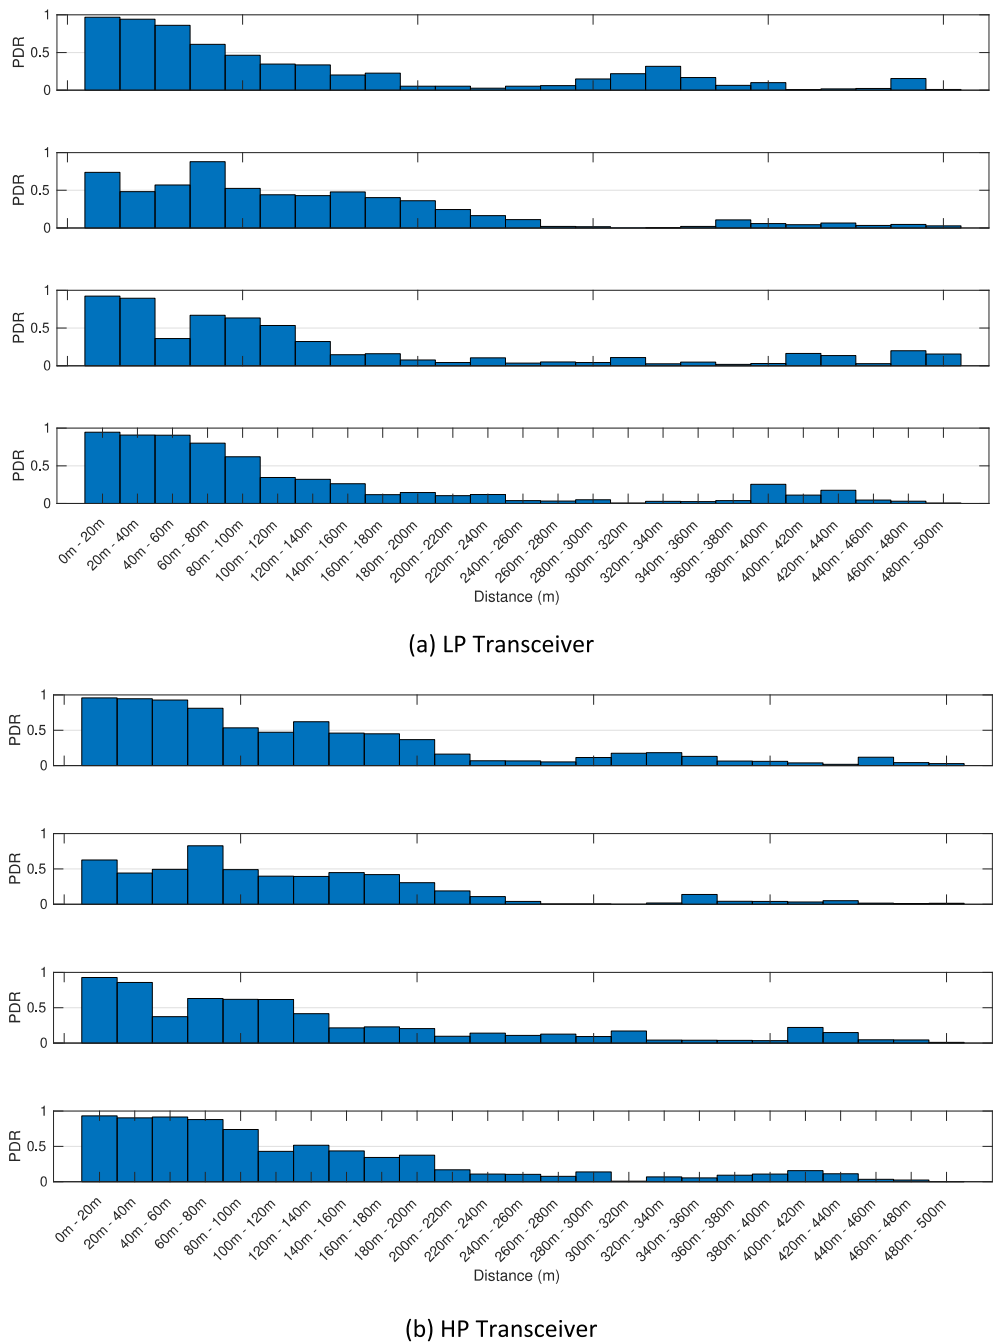 1
0.5
0
PDR
1
0.5
0
PDR
1
0.5
0
PDR
1
0.5
0
PDR
0m - 20m
20m - 40m
40m - 60m
60m - 80m
80m - 100m
100m - 120m
120m - 140m
140m - 160m
160m - 180m
180m - 200m
200m - 220m
220m - 240m
240m - 260m
260m - 280m
280m - 300m
300m - 320m
320m - 340m
340m - 360m
360m - 380m
380m - 400m
400m - 420m
420m - 440m
440m - 460m
460m - 480m
480m - 500m
Distance (m)
(a) LP Transceiver
1
0.5
0
PDR
1
0.5
0
PDR
1
0.5
0
PDR
1
0.5
0
PDR
0m - 20m
20m - 40m
40m - 60m
60m - 80m
80m - 100m
100m - 120m
120m - 140m
140m - 160m
160m - 180m
180m - 200m
200m - 220m
220m - 240m
240m - 260m
260m - 280m
280m - 300m
300m - 320m
320m - 340m
340m - 360m
360m - 380m
380m - 400m
400m - 420m
420m - 440m
440m - 460m
460m - 480m
480m - 500m
Distance (m)
(b) HP Transceiver